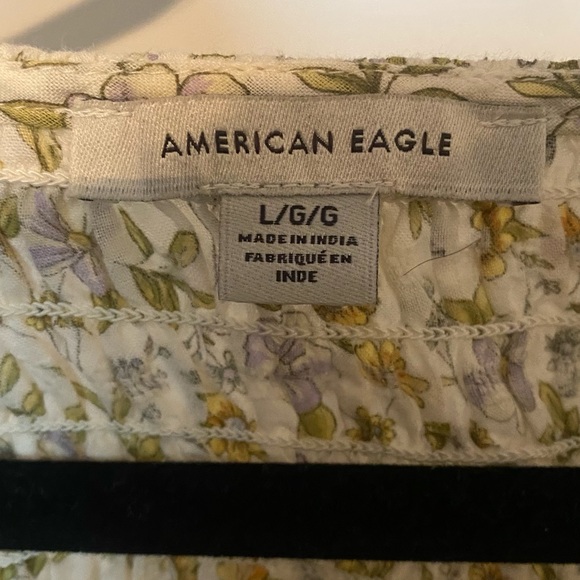 AMERICAN EAGLE
L/G/G
MADE IN INDIA
FABRIQUÉ EN
INDE